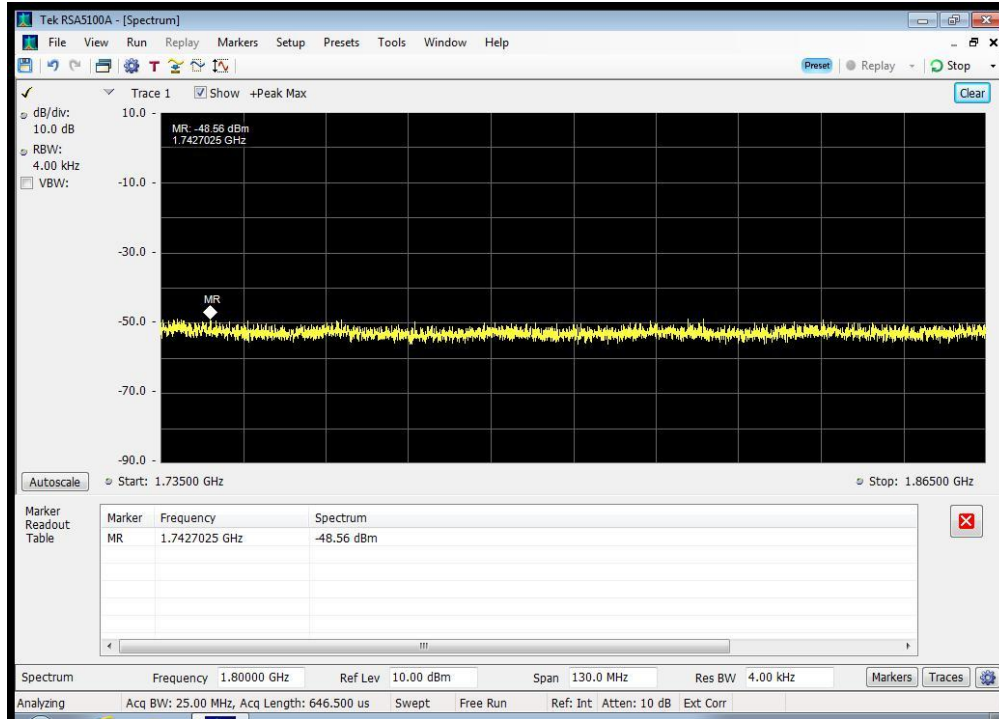 Tek RSA5100A - [Spectrum]
File View Run Replay Markers Setup Presets Tools Window Help
T Preset Replay Stop
Trace 1 Show +Peak Max Clear
dB/div:
10.0 dB
RBW:
4.00 kHz
VBW:
10.0
MR: -48.56 dBm
1.7427025 GHz
-10.0
-30.0
MR
-50.0
-70.0
-90.0
Autoscale Start: 1.73500 GHz Stop: 1.86500 GHz
Marker
Readout
Table
Marker Frequency Spectrum
MR 1.7427025 GHz -48.56 dBm
Spectrum Frequency 1.80000 GHz Ref Lev 10.00 dBm Span 130.0 MHz Res BW 4.00 kHz Markers Traces
Analyzing Acq BW: 25.00 MHz, Acq Length: 646.500 us Swept Free Run Ref: Int Atten: 10 dB Ext Corr